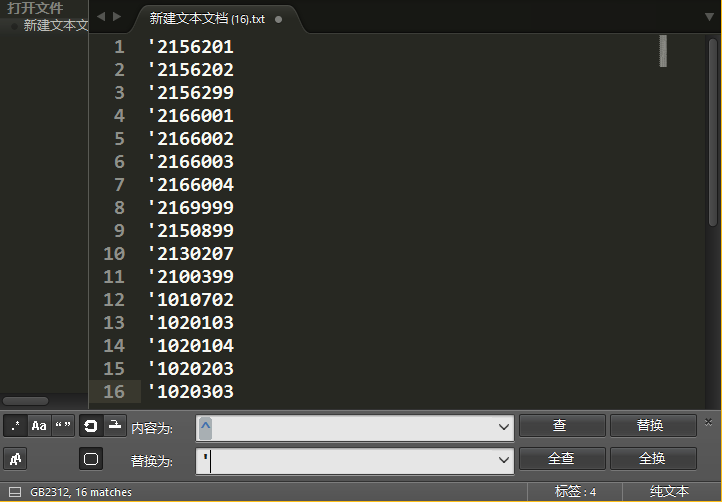 打开文件
新建文本文
新建文本文档 (16).txt
1 '2156201
2 '2156202
3 '2156299
4 '2166001
5 '2166002
6 '2166003
7 '2166004
8 '2169999
9 '2150899
10 '2130207
11 '2100399
12 '1010702
13 '1020103
14 '1020104
15 '1020203
16 '1020303
.* Aa “” 内容为: ^ 查 替换
替换为: ' 全查 全换
GB2312, 16 matches 标签: 4 纯文本